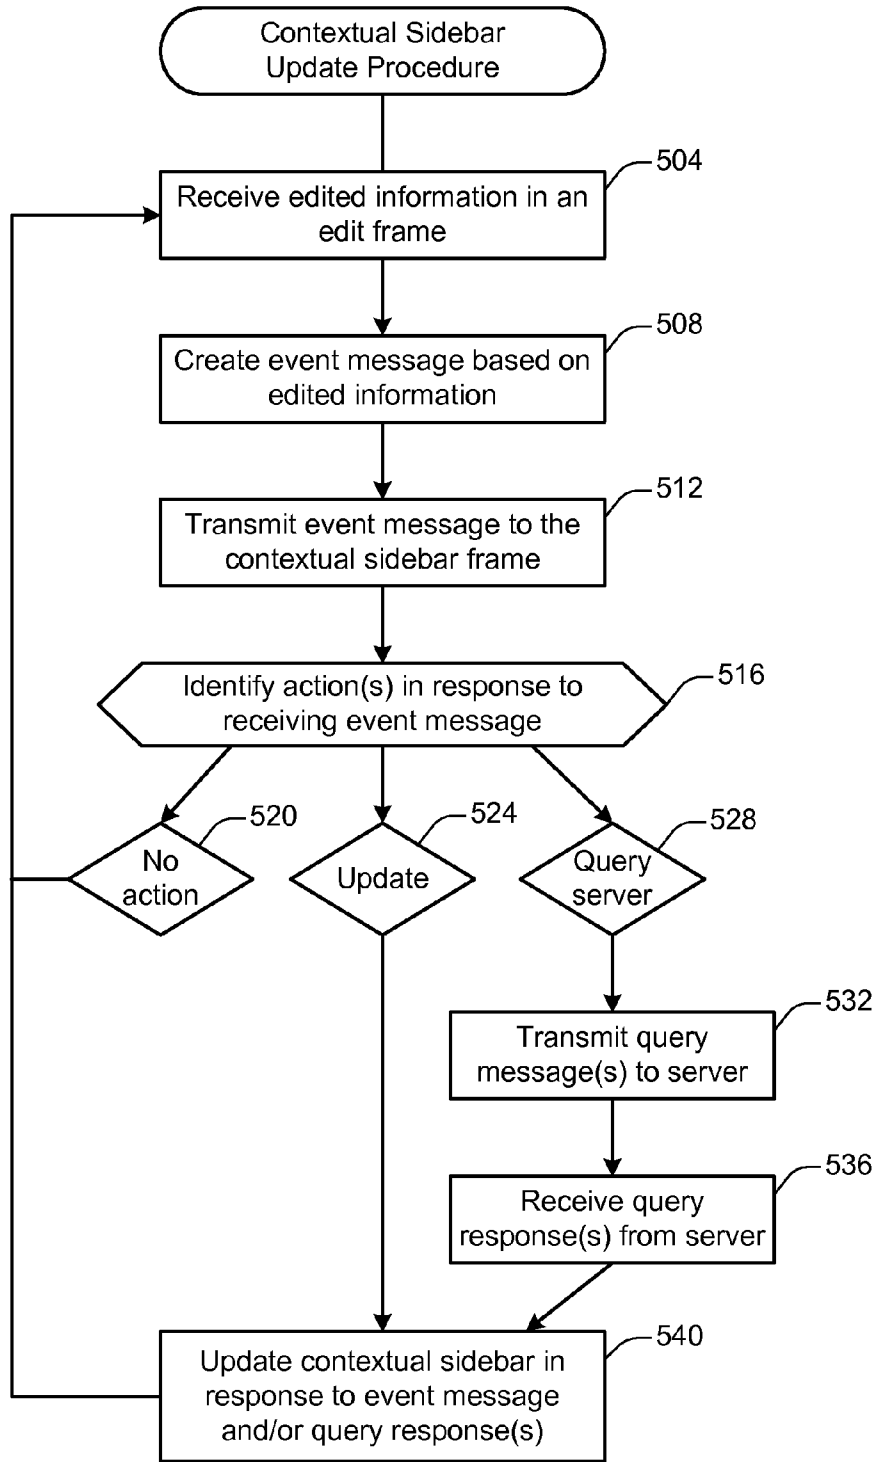 Contextual Sidebar
Update Procedure
504
Receive edited information in an
edit frame
508
Create event message based on
edited information
512
Transmit event message to the
contextual sidebar frame
516
Identify action(s) in response to
receiving event message
520
No
action
524
Update
528
Query
server
532
Transmit query
message(s) to server
536
Receive query
response(s) from server
540
Update contextual sidebar in
response to event message
and/or query response(s)